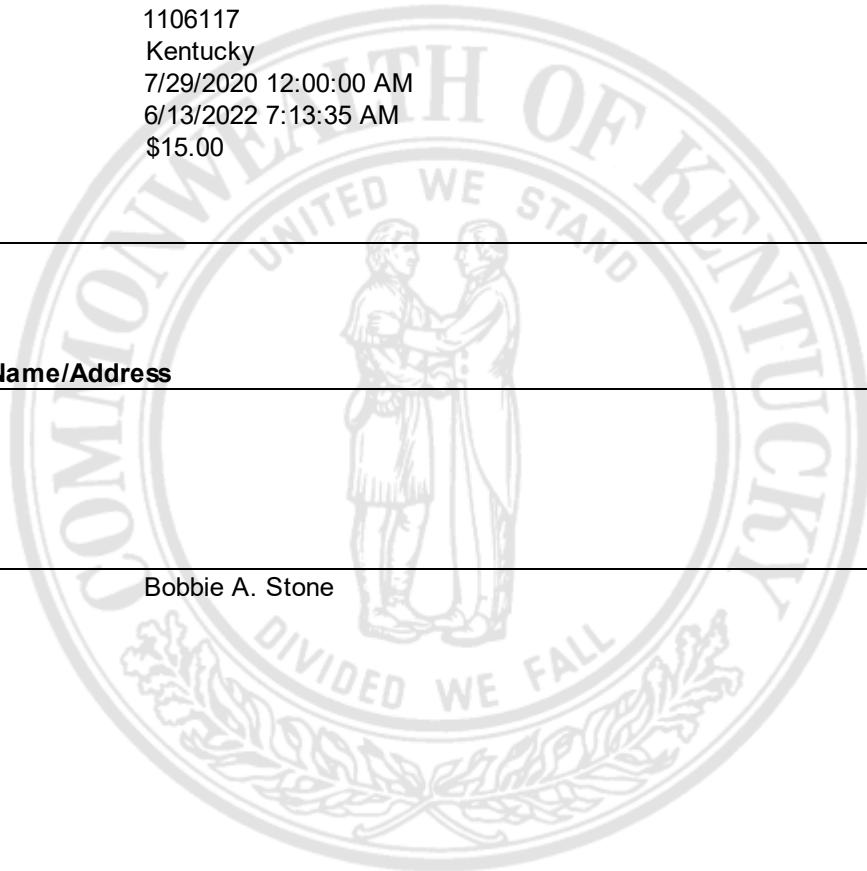 1106117
Kentucky
7/29/2020 12:00:00 AM
6/13/2022 7:13:35 AM
$15.00
COMMONWEALTH OF KENTUCKY
UNITED WE STAND
Name/Address
Bobbie A. Stone
DIVIDED WE FALL